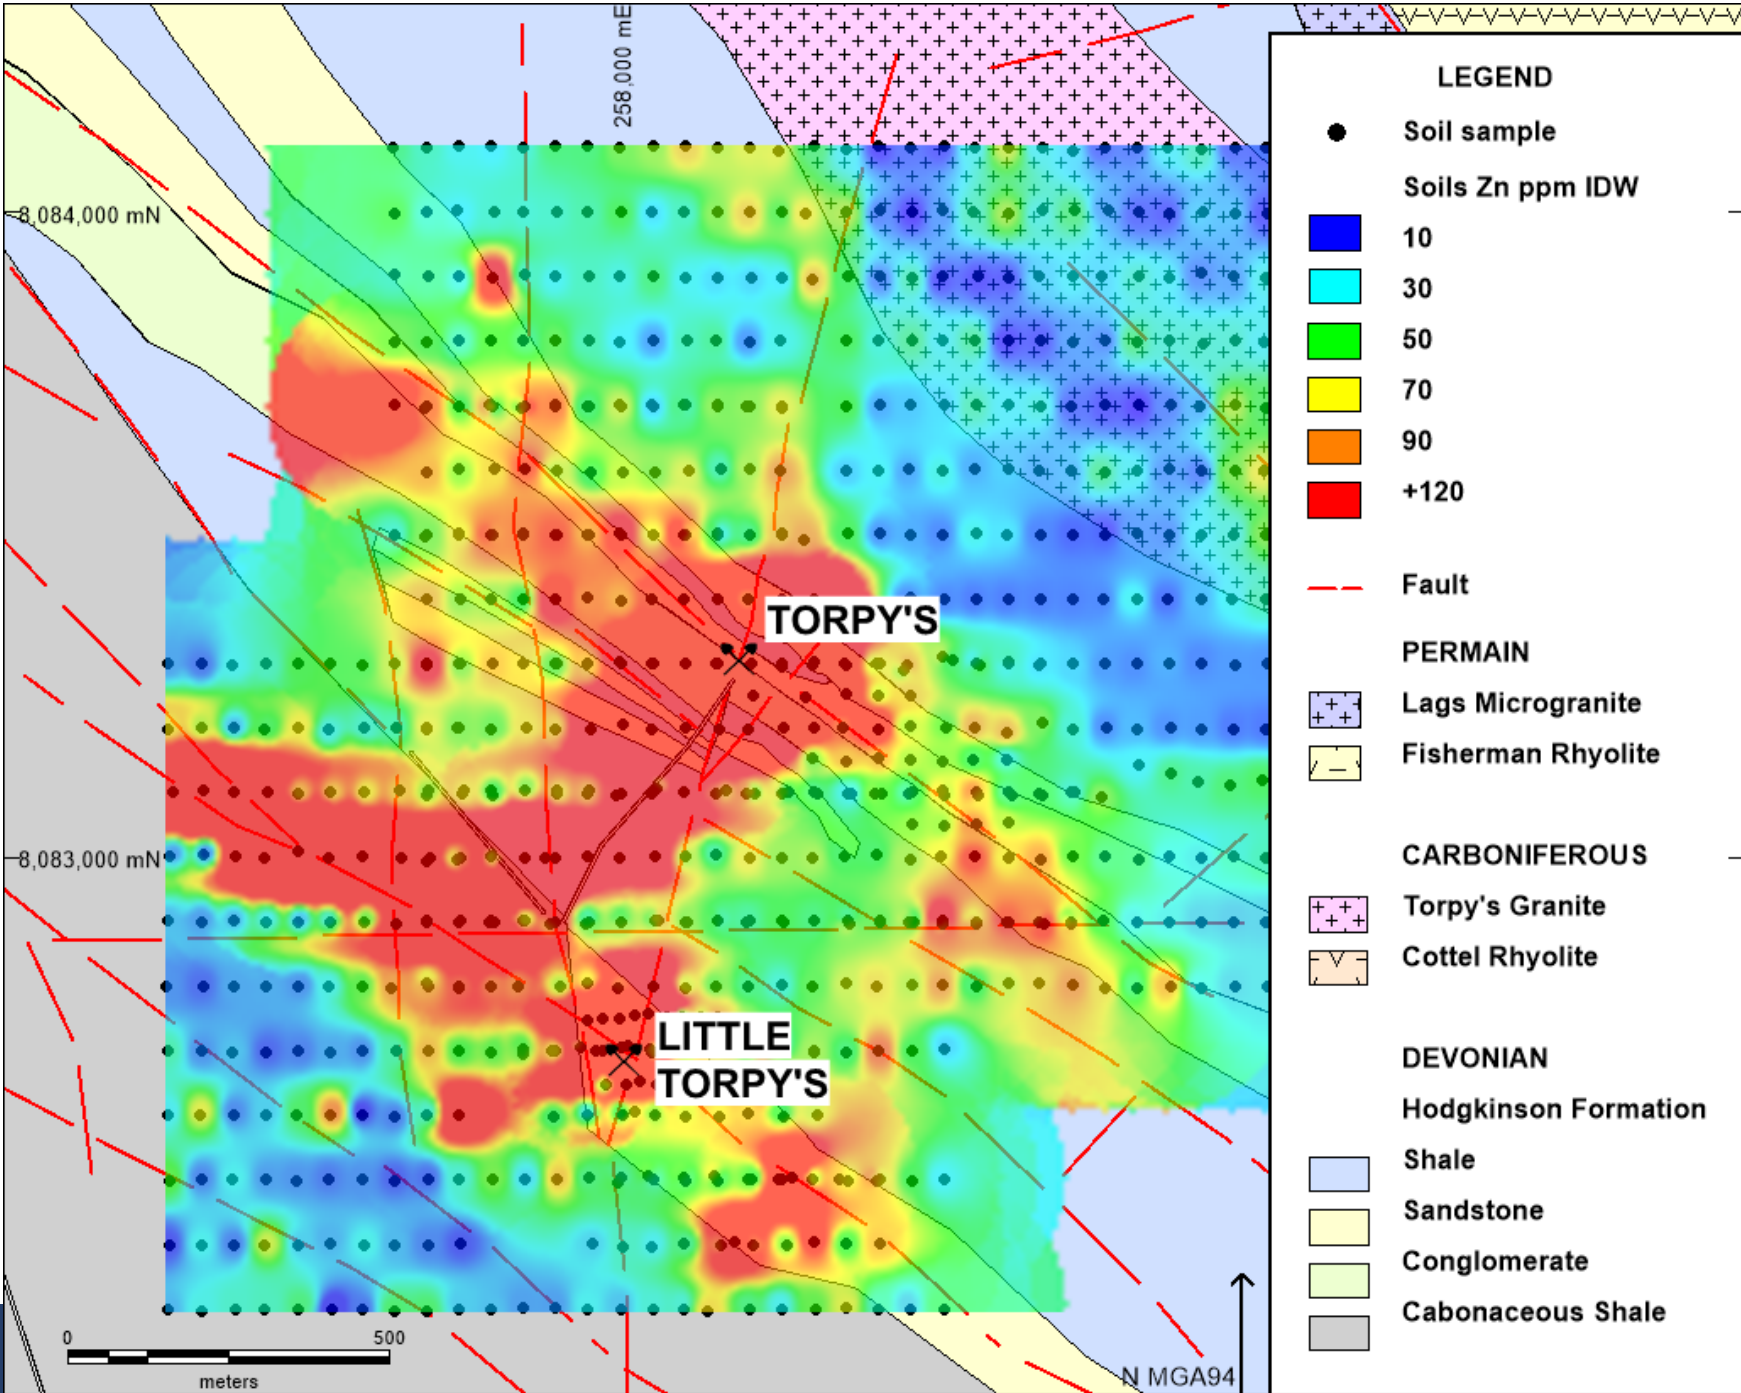 258,000 mE
8,084,000 mN
TORPY'S
8,083,000 mN
LITTLE
TORPY'S
0 500
meters
N MGA94
LEGEND
Soil sample
Soils Zn ppm IDW
10
30
50
70
90
+120
Fault
PERMAIN
Lags Microgranite
Fisherman Rhyolite
CARBONIFEROUS
Torpy's Granite
Cottel Rhyolite
DEVONIAN
Hodgkinson Formation
Shale
Sandstone
Conglomerate
Cabonaceous Shale